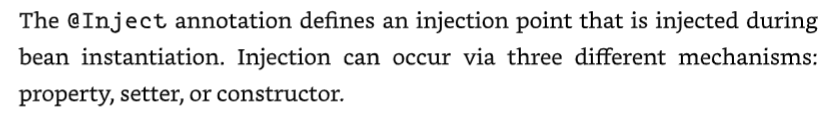 The @Inject annotation defines an injection point that is injected during
bean instantiation. Injection can occur via three different mechanisms:
property, setter, or constructor.